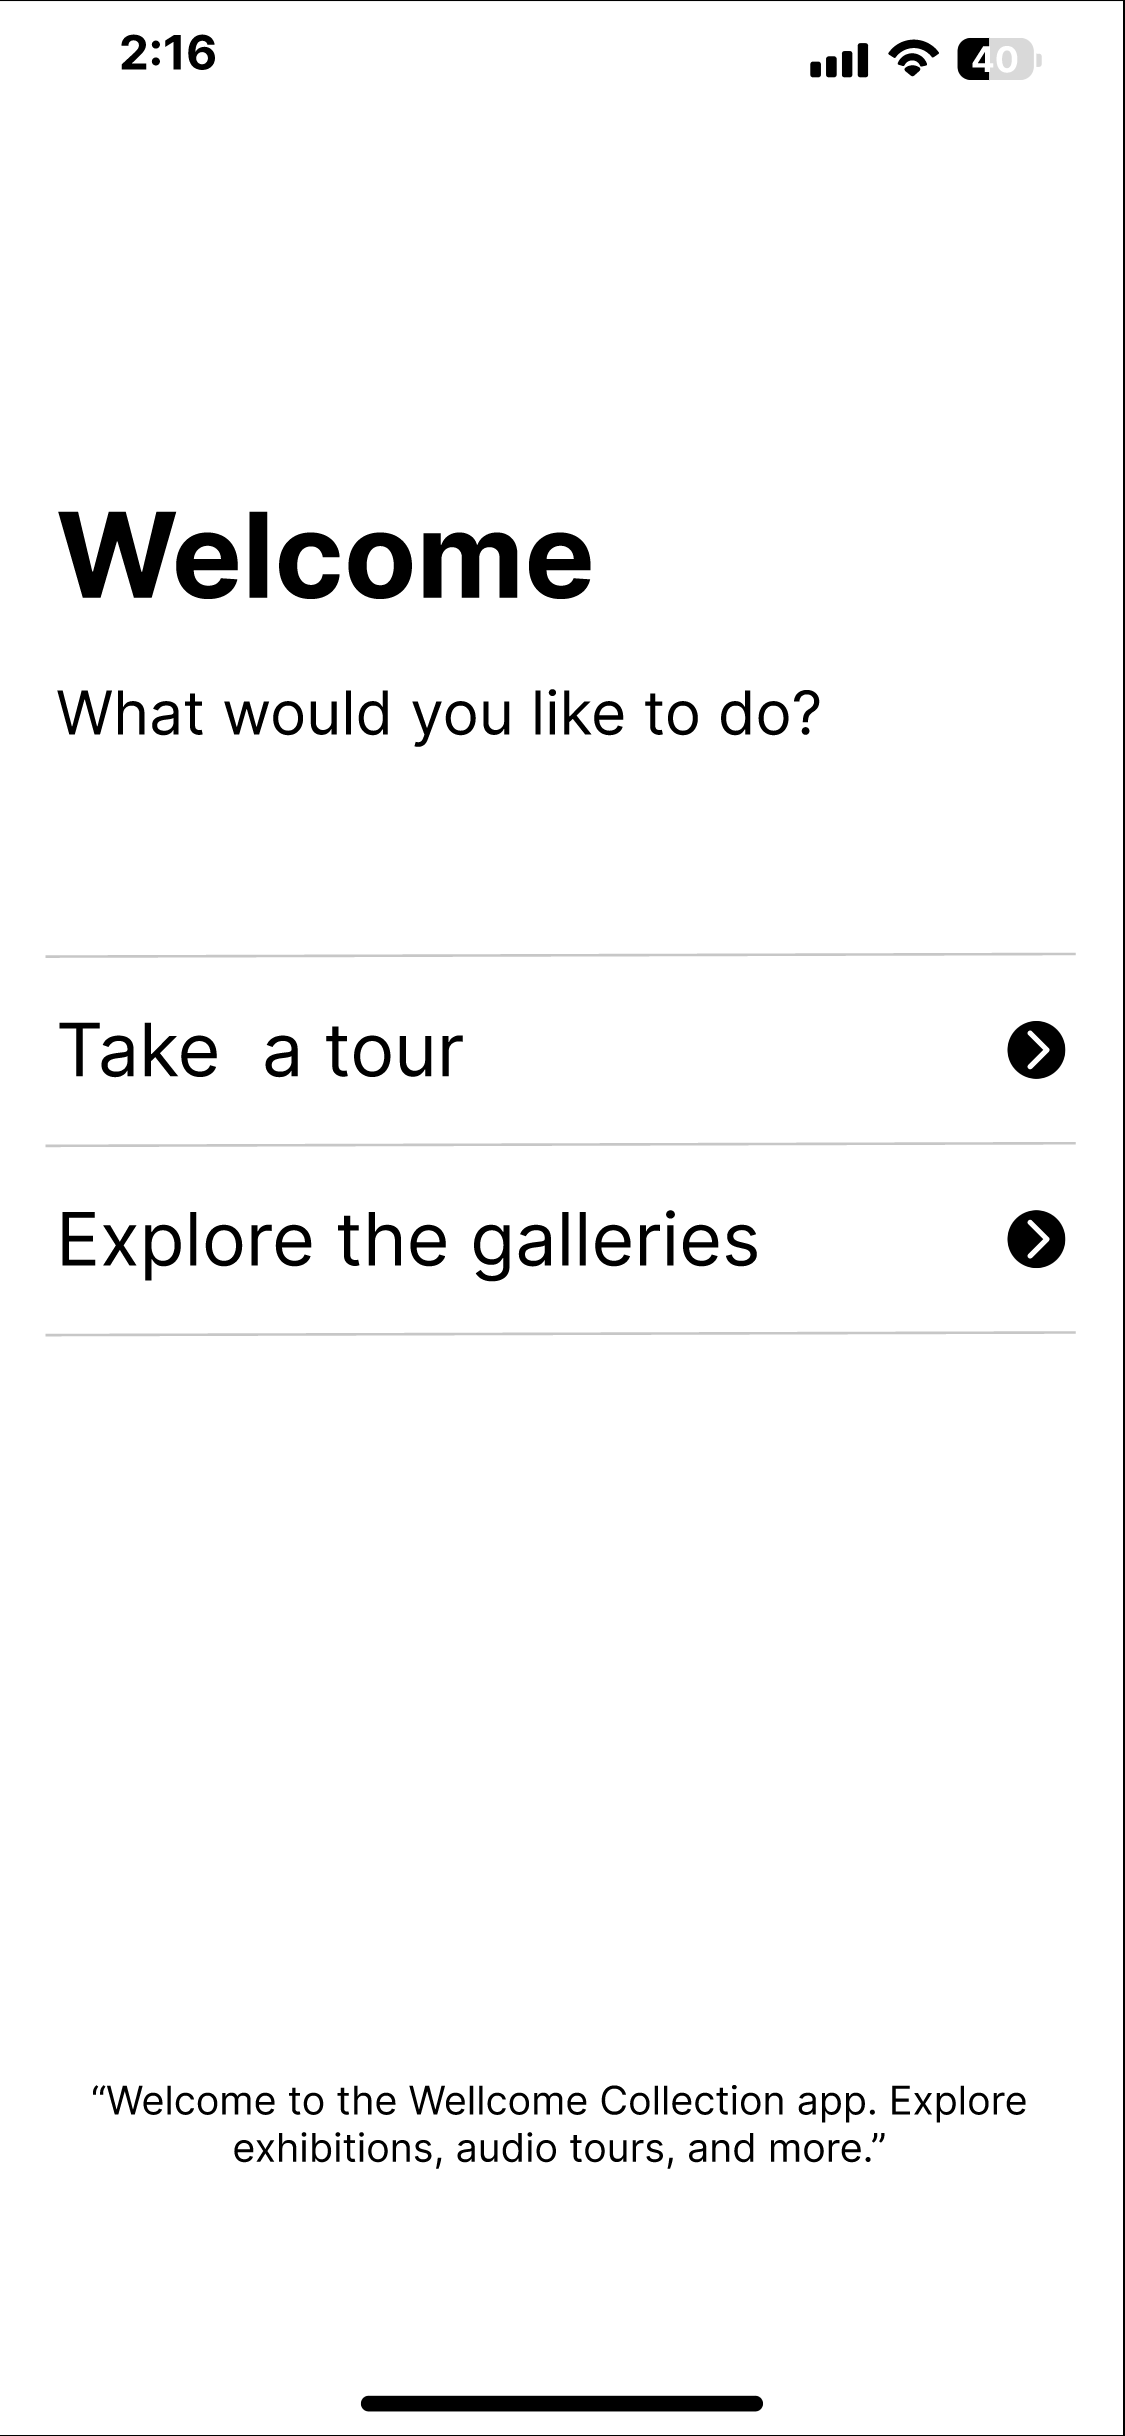 2:16
40
Welcome
What would you like to do?
Take  a tour
Explore the galleries
“Welcome to the Wellcome Collection app. Explore
exhibitions, audio tours, and more.”